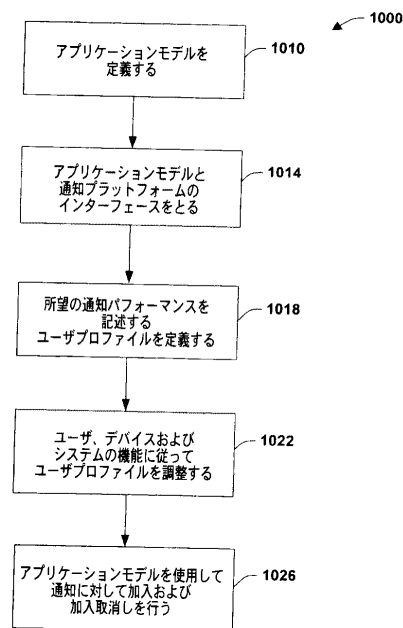 1000
アプリケーションモデルを
定義する
1010
アプリケーションモデルと
通知プラットフォームの
インターフェースをとる
1014
所望の通知パフォーマンスを
記述する
ユーザプロファイルを定義する
1018
ユーザ、デバイスおよび
システムの機能に従って
ユーザプロファイルを調整する
1022
アプリケーションモデルを使用して
通知に対して加入および
加入取消しを行う
1026